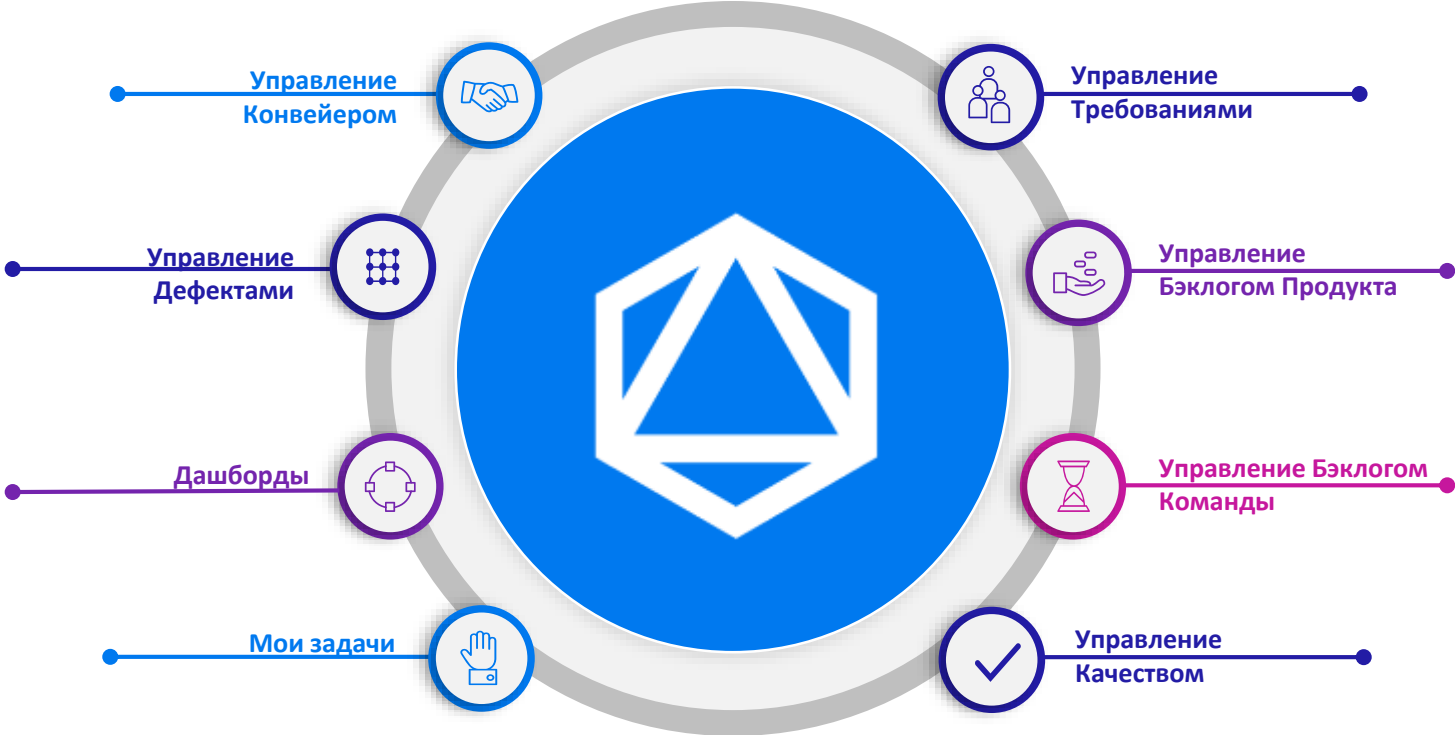 Управление
Конвейером
Управление
Требованиями
Управление
Дефектами
Управление
Бэклогом Продукта
Дашборды
Управление Бэклогом
Команды
Мои задачи
Управление
Качеством